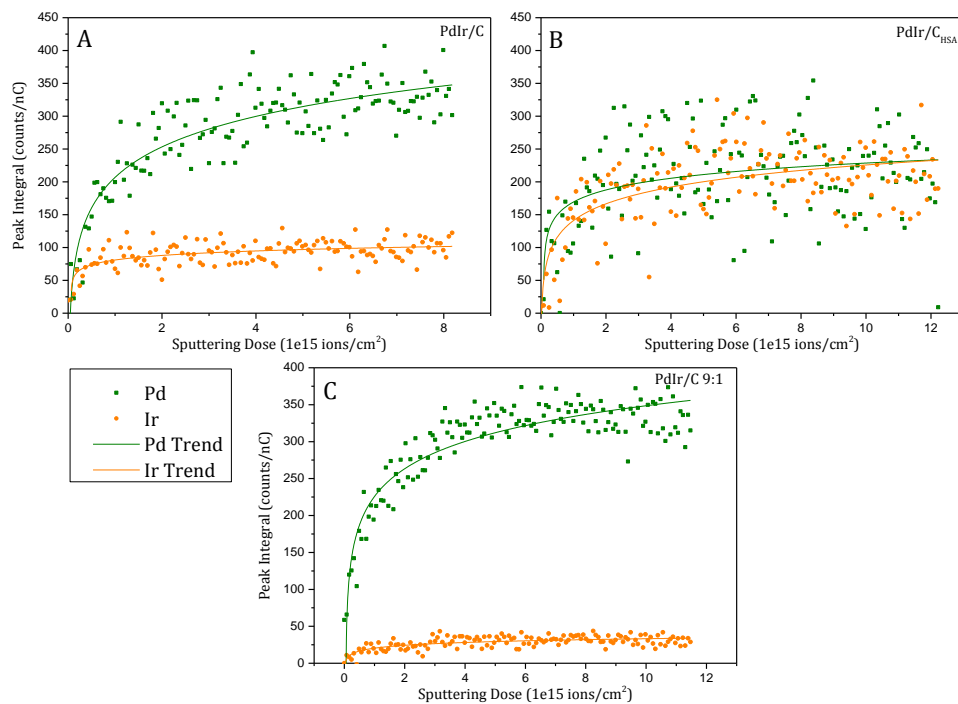 A
PdIr/C
450
400
350
300
250
200
150
100
50
0
Peak Integral (counts/nC)
0 2 4 6 8
Sputtering Dose (1e15 ions/cm²)
B
PdIr/C HSA
450
400
350
300
250
200
150
100
50
0
0 2 4 6 8 10 12
Sputtering Dose (1e15 ions/cm²)
Pd
Ir
Pd Trend
Ir Trend
C
PdIr/C 9:1
400
350
300
250
200
150
100
50
0
Peak Integral (counts/nC)
0 2 4 6 8 10 12
Sputtering Dose (1e15 ions/cm²)